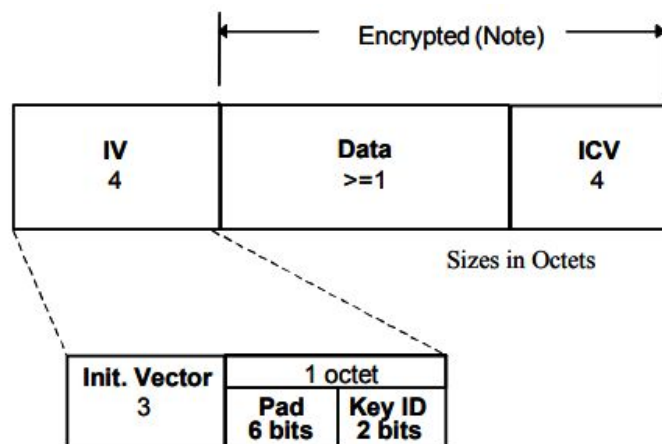 Encrypted (Note)
IV
4
Data
>=1
ICV
4
Sizes in Octets
Init. Vector
3
1 octet
Pad
6 bits
Key ID
2 bits